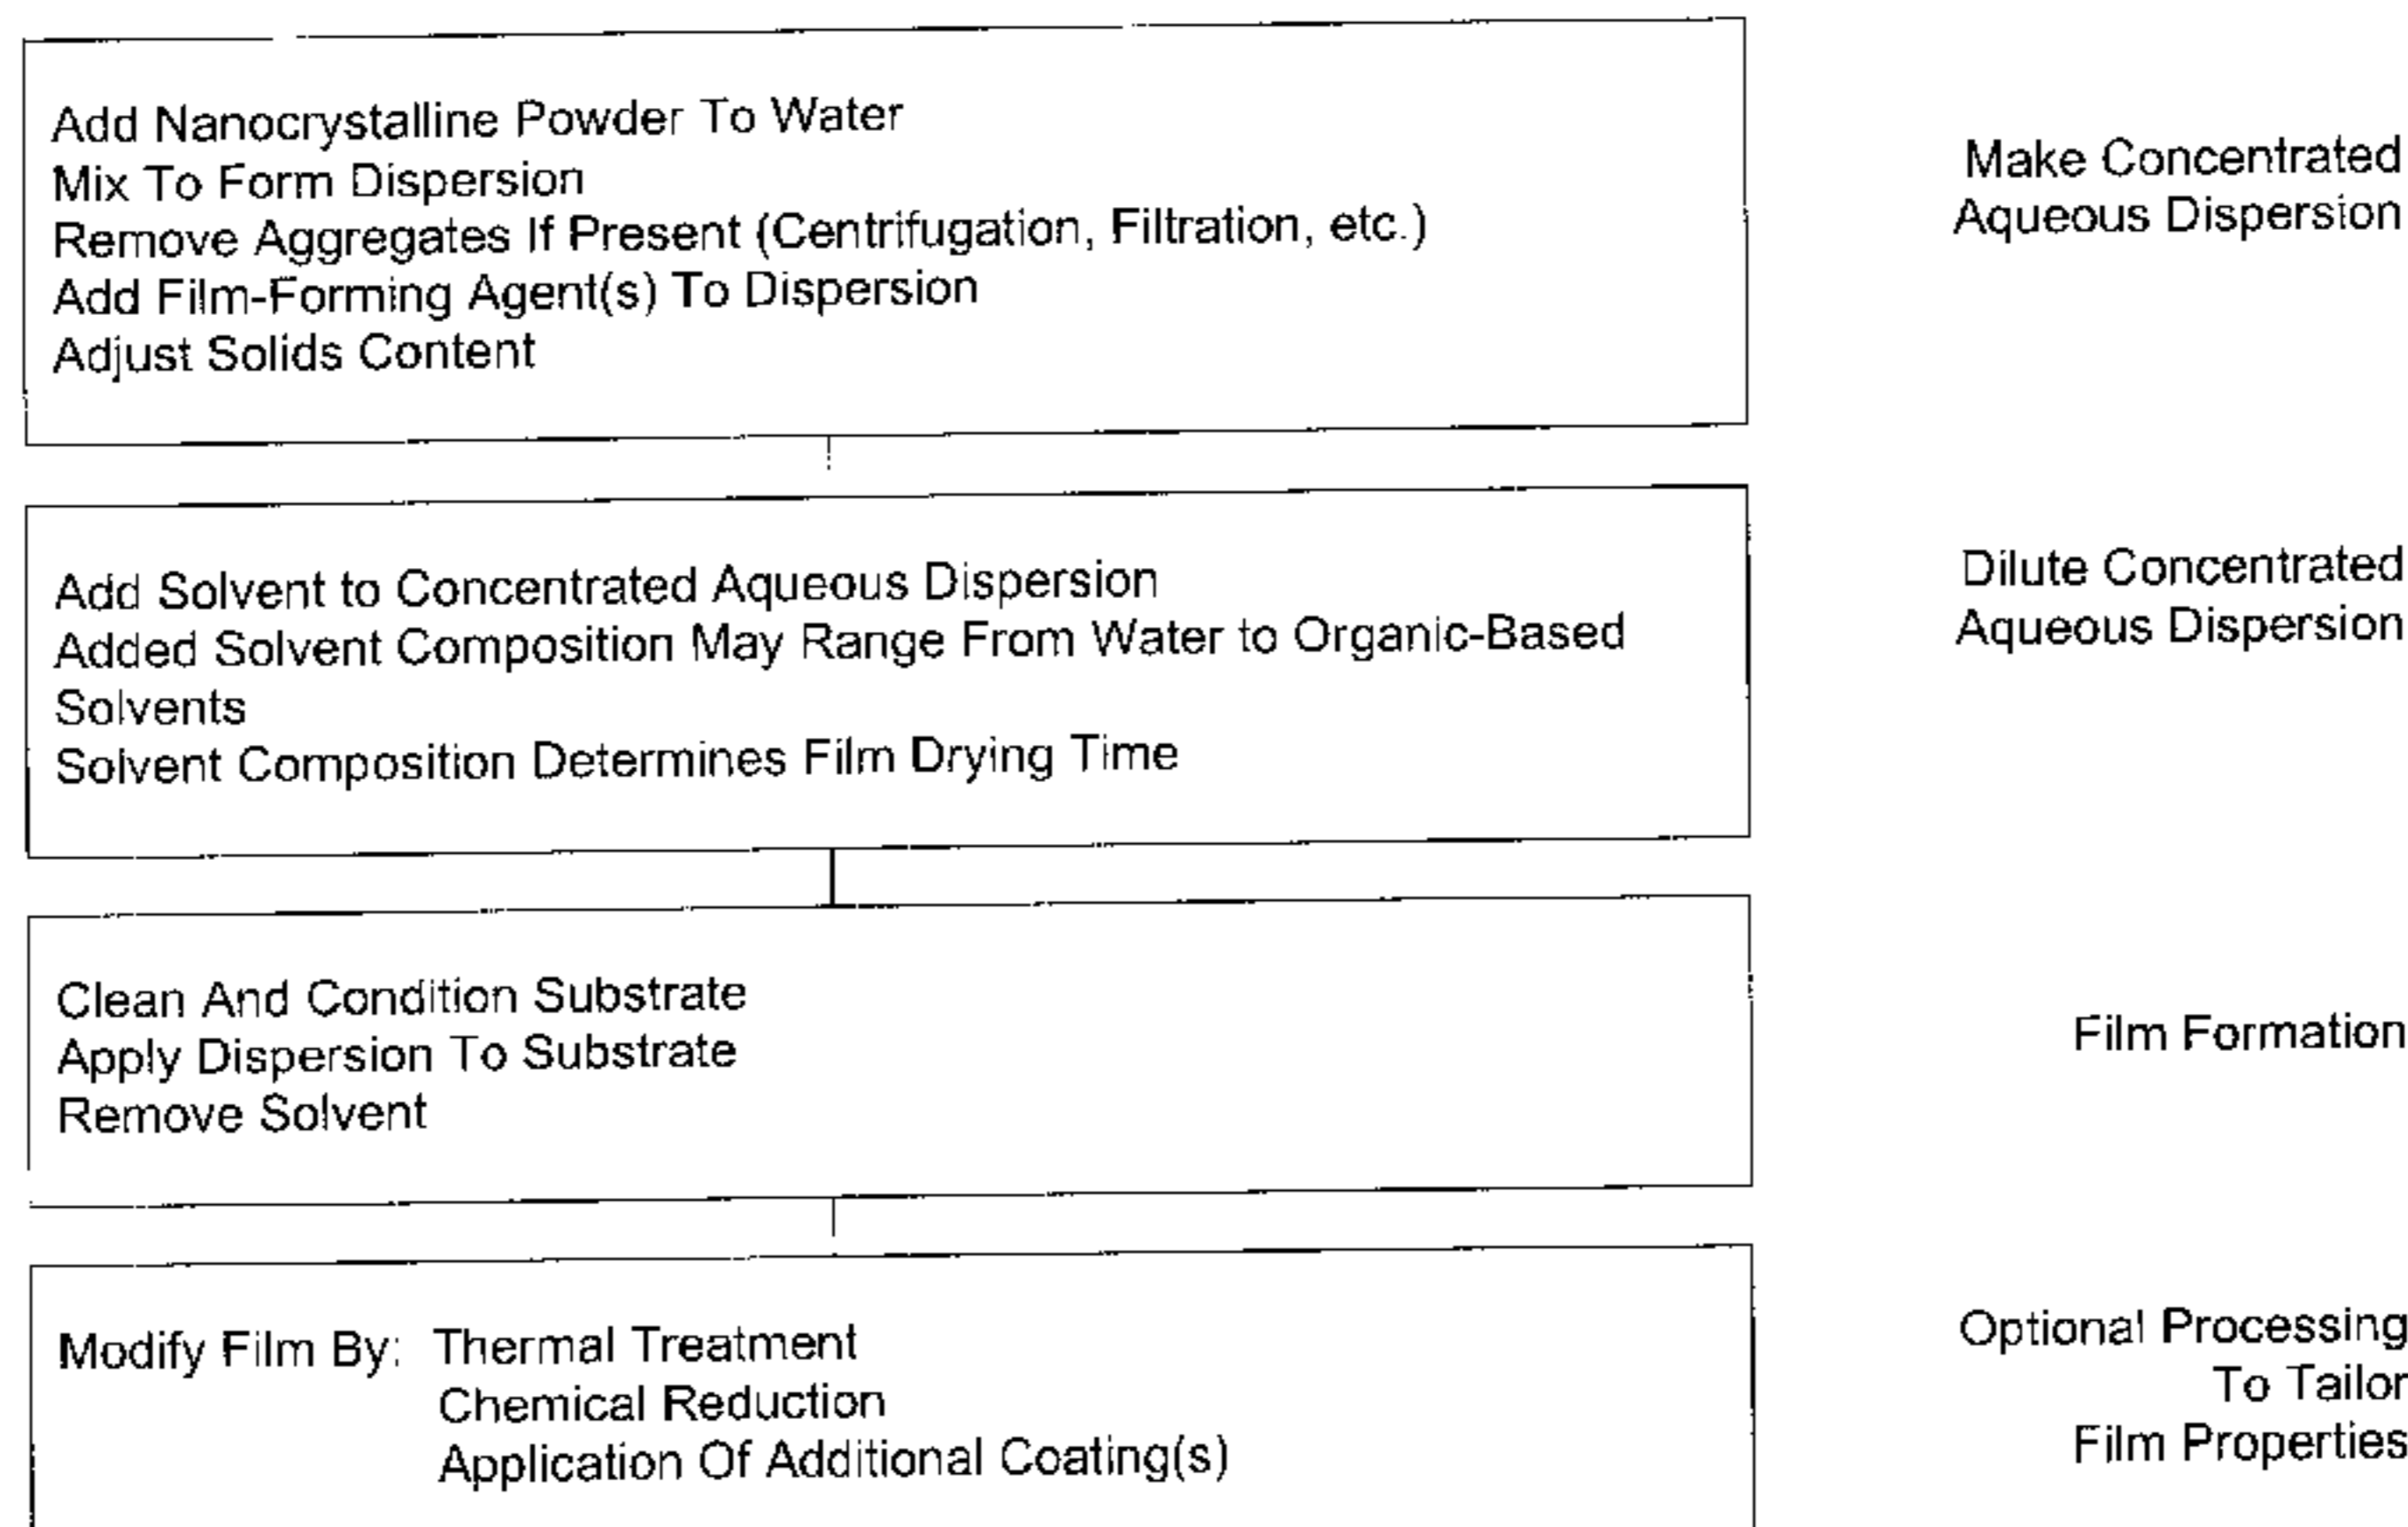 Add Nanocrystalline Powder To Water
Mix To Form Dispersion
Remove Aggregates If Present (Centrifugation, Filtration, etc.)
Add Film-Forming Agent(s) To Dispersion
Adjust Solids Content
Make Concentrated
Aqueous Dispersion
Add Solvent to Concentrated Aqueous Dispersion
Added Solvent Composition May Range From Water to Organic-Based
Solvents
Solvent Composition Determines Film Drying Time
Dilute Concentrated
Aqueous Dispersion
Clean And Condition Substrate
Apply Dispersion To Substrate
Remove Solvent
Film Formation
Modify Film By: Thermal Treatment
Chemical Reduction
Application Of Additional Coating(s)
Optional Processing
To Tailor
Film Properties